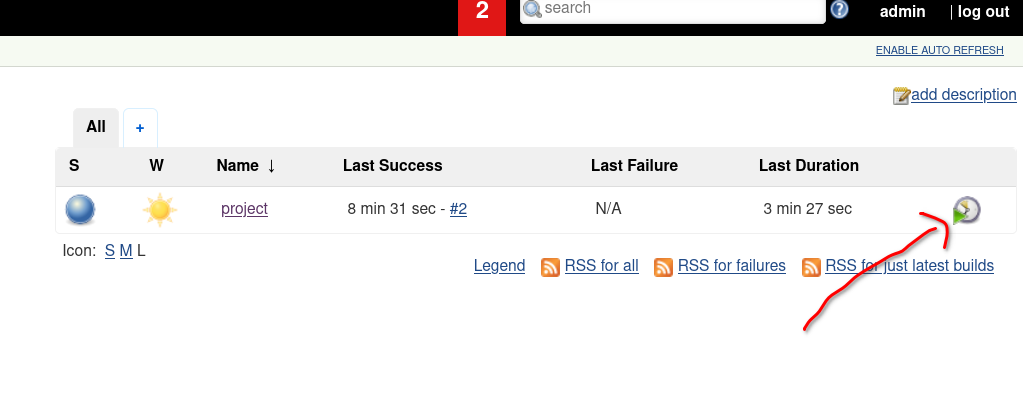 2 search admin | log out
ENABLE AUTO REFRESH
add description
All +
S W Name ↓ Last Success Last Failure Last Duration
project 8 min 31 sec - #2 N/A 3 min 27 sec
Icon: S M L
Legend RSS for all RSS for failures RSS for just latest builds